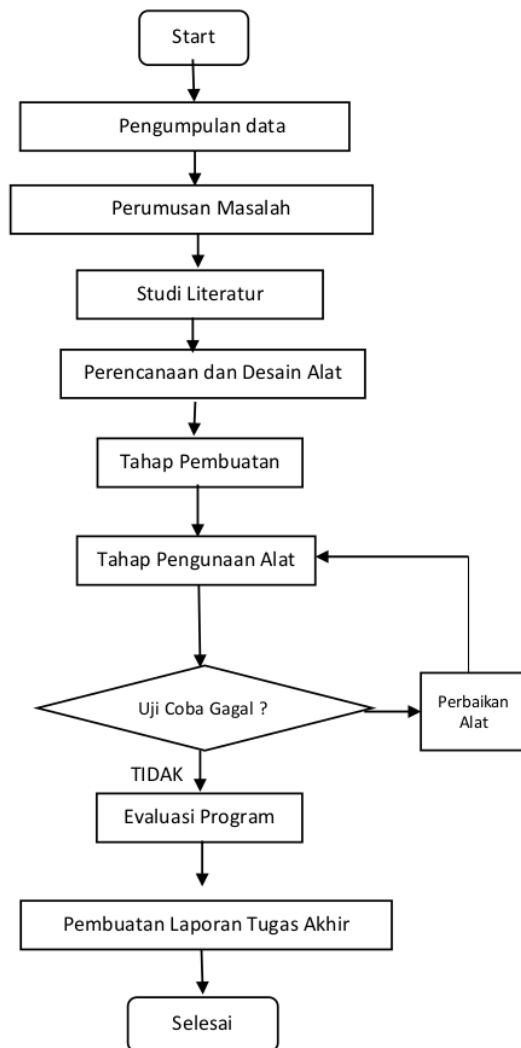 Start
Pengumpulan data
Perumusan Masalah
Studi Literatur
Perencanaan dan Desain Alat
Tahap Pembuatan
Tahap Pengunaan Alat
Uji Coba Gagal ?
Perbaikan
Alat
TIDAK
Evaluasi Program
Pembuatan Laporan Tugas Akhir
Selesai